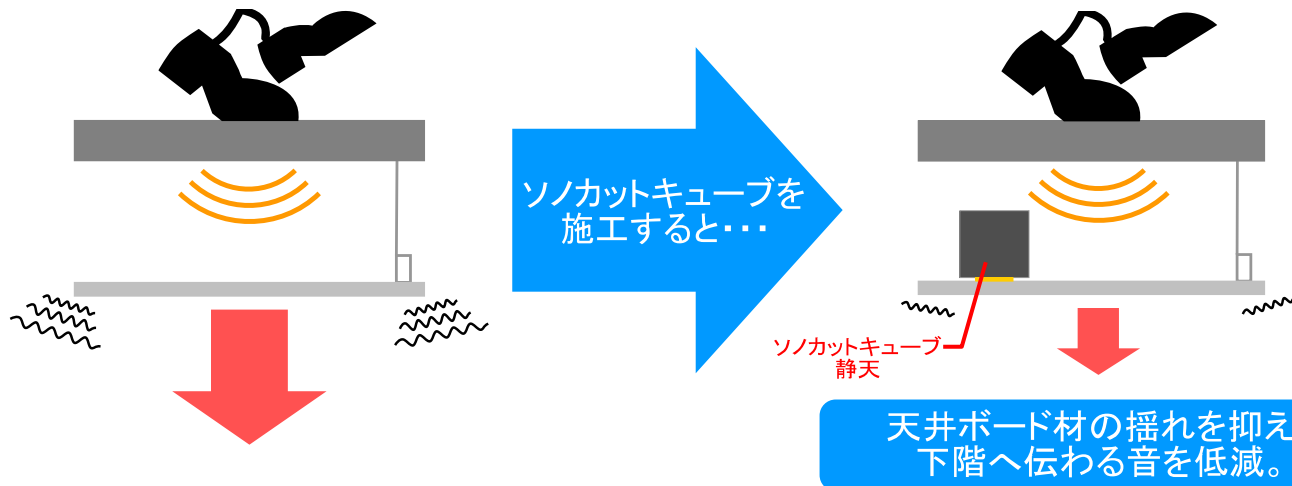 ソノカットキューブを
施工すると・・・
ソノカットキューブ
静天
天井ボード材の揺れを抑え
下階へ伝わる音を低減。